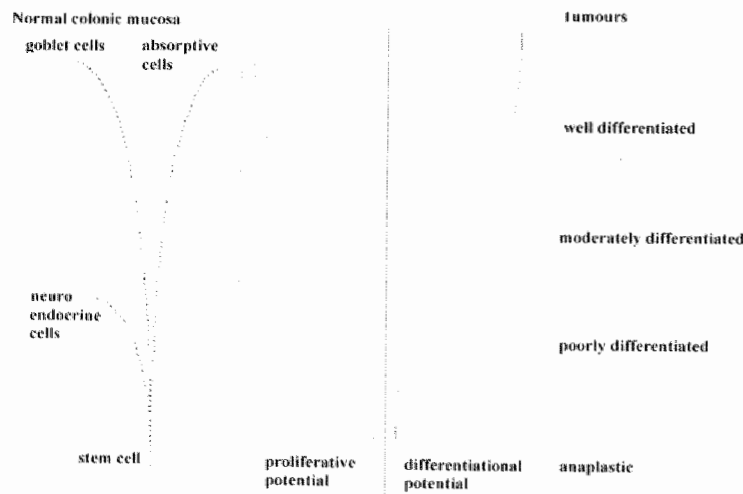 Normal colonic mucosa
tumours
goblet cells
absorptive
cells
well differentiated
moderately differentiated
neuro
endocrine
cells
poorly differentiated
stem cell
proliferative
potential
differentiational
potential
anaplastic